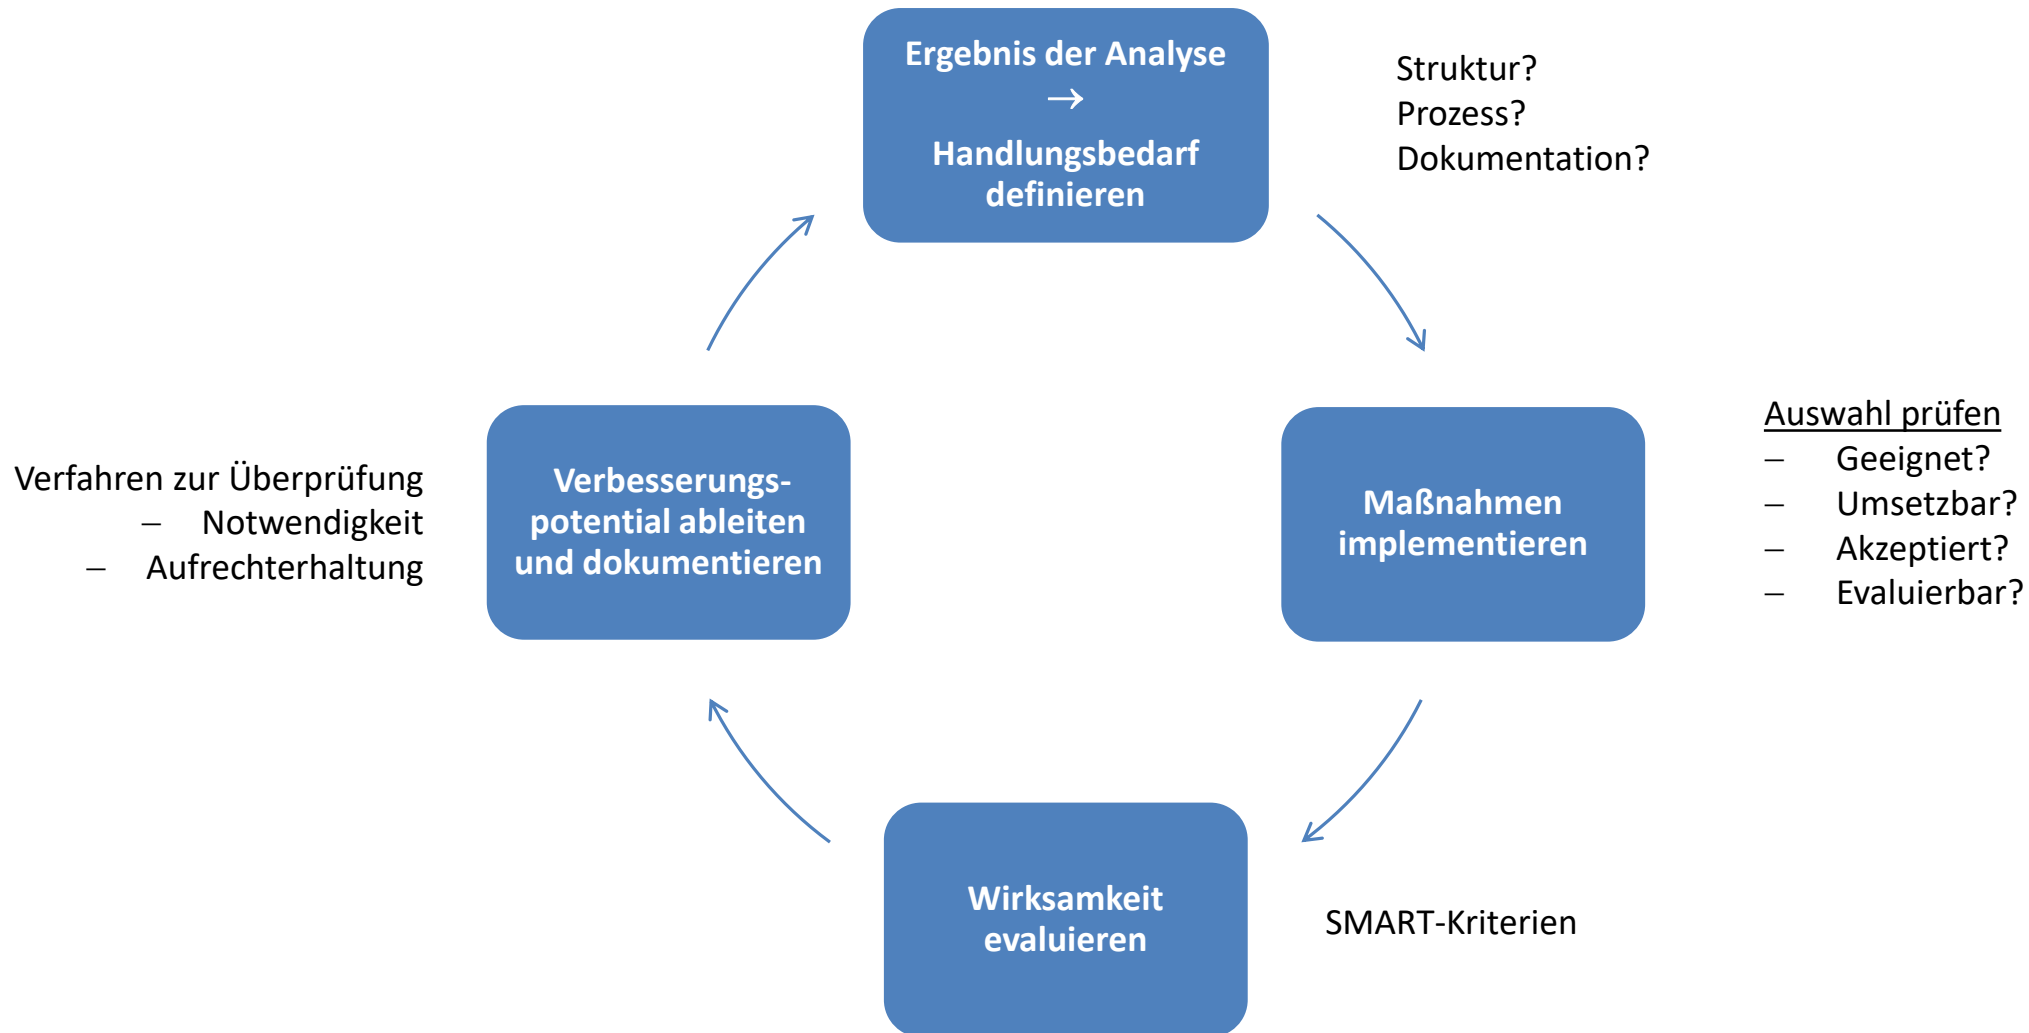 Ergebnis der Analyse
→
Handlungsbedarf
definieren
Struktur?
Prozess?
Dokumentation?
Maßnahmen
implementieren
Auswahl prüfen
– Geeignet?
– Umsetzbar?
– Akzeptiert?
– Evaluierbar?
Wirksamkeit
evaluieren
SMART-Kriterien
Verbesserungs-
potential ableiten
und dokumentieren
Verfahren zur Überprüfung
– Notwendigkeit
– Aufrechterhaltung